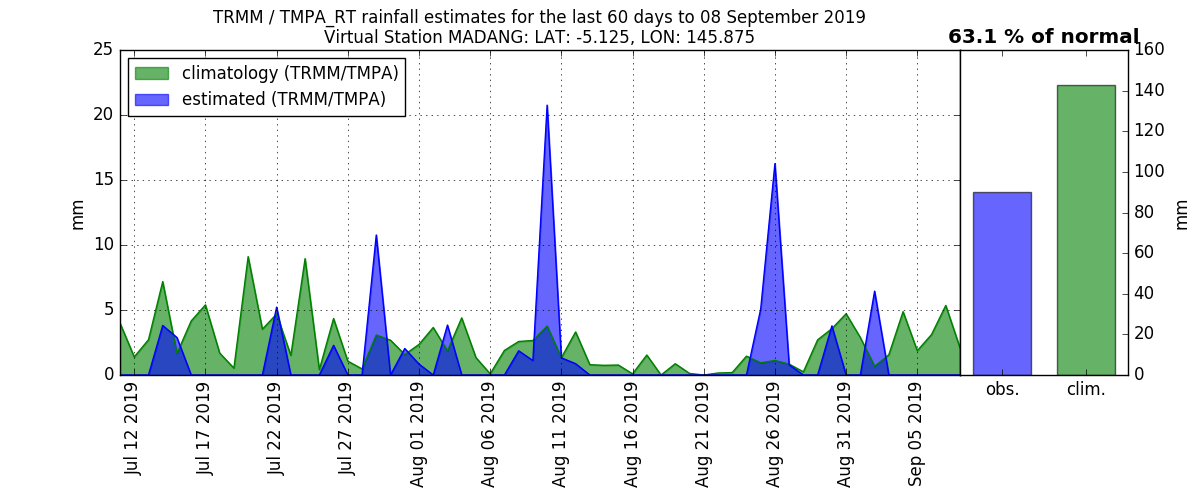 TRMM / TMPA_RT rainfall estimates for the last 60 days to 08 September 2019
Virtual Station MADANG: LAT: -5.125, LON: 145.875
63.1 % of normal
climatology (TRMM/TMPA)
estimated (TRMM/TMPA)
25
20
15
10
5
0
mm
Jul 12 2019
Jul 17 2019
Jul 22 2019
Jul 27 2019
Aug 01 2019
Aug 06 2019
Aug 11 2019
Aug 16 2019
Aug 21 2019
Aug 26 2019
Aug 31 2019
Sep 05 2019
160
140
120
100
80
60
40
20
0
mm
obs.
clim.